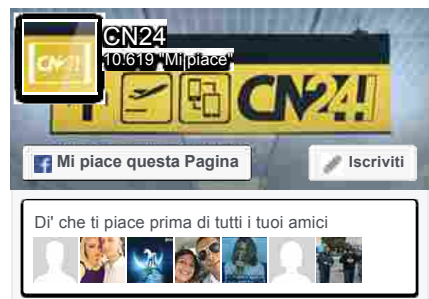 CN24
10.619 "Mi piace"
CN24!
CN24!
Mi piace questa Pagina
Iscriviti
Di' che ti piace prima di tutti i tuoi amici